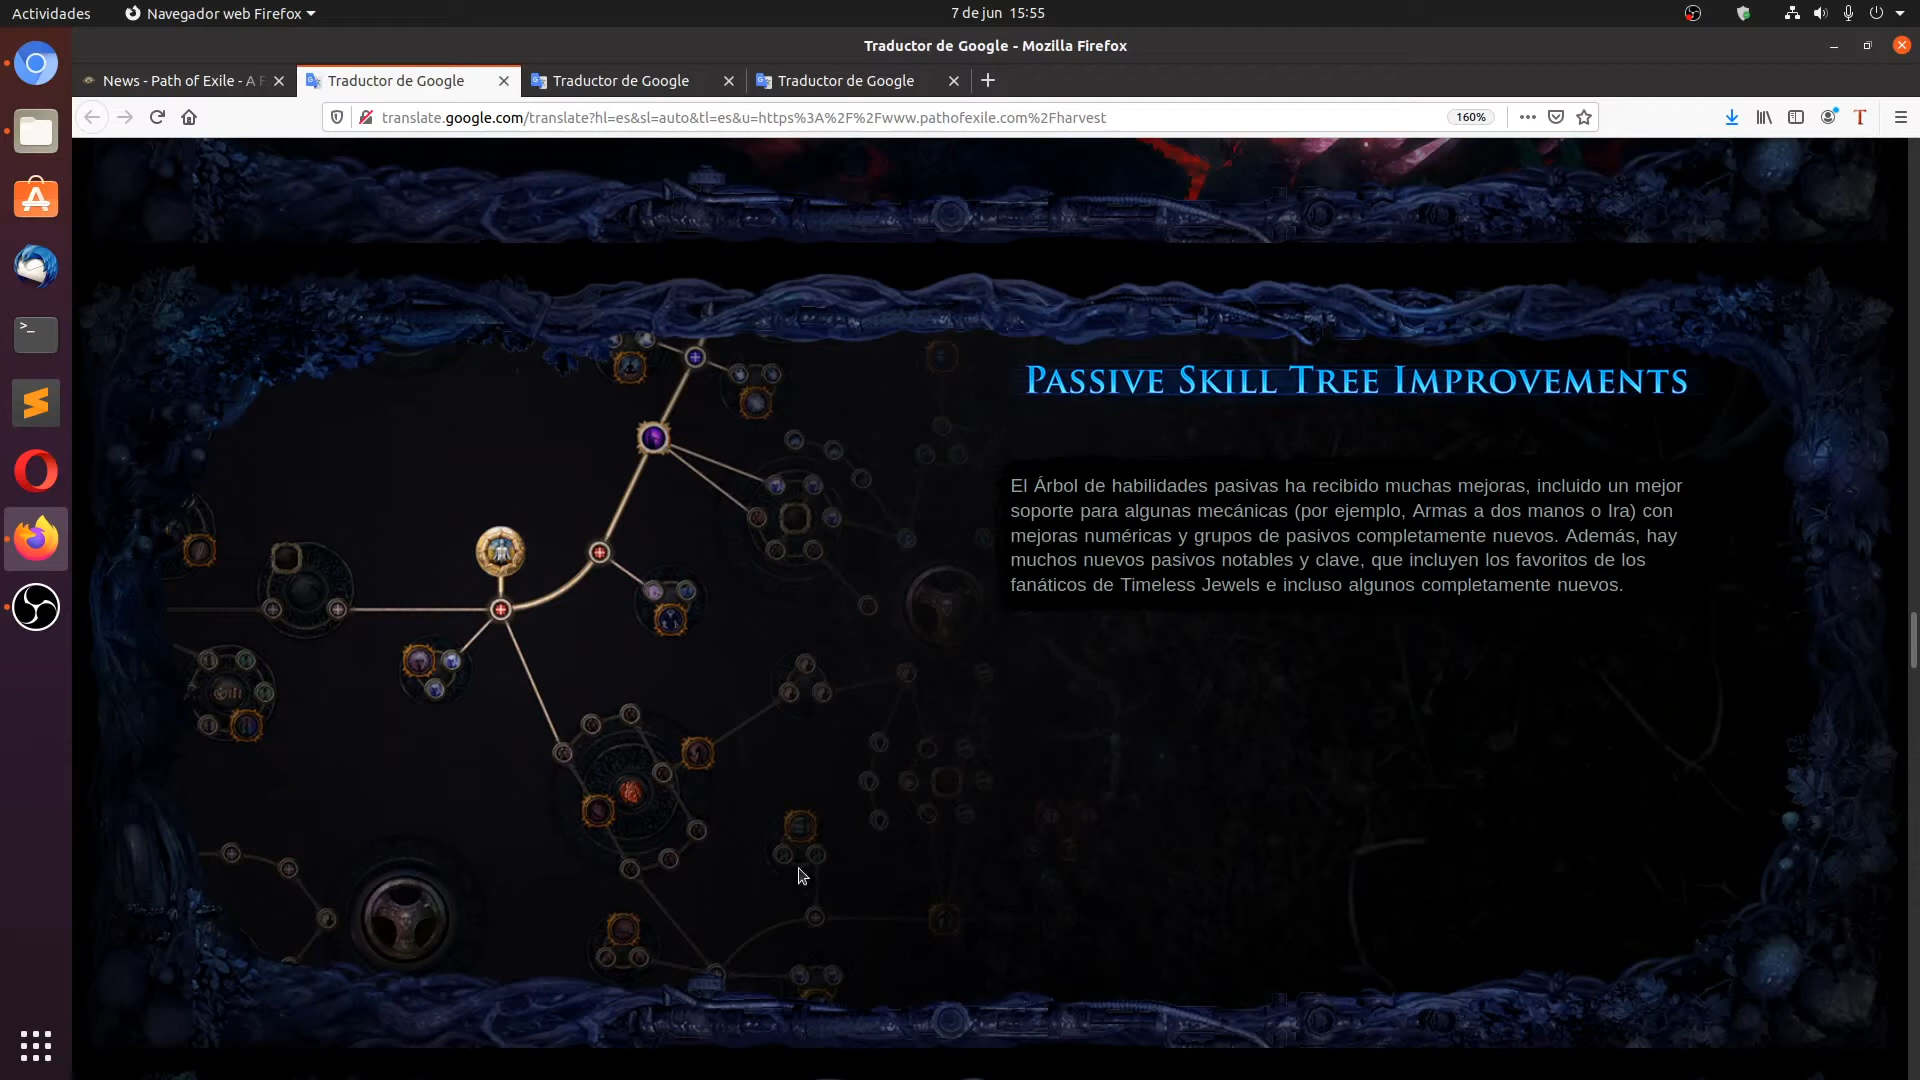 Actividades
Navegador web Firefox
7 de jun 15:55
Traductor de Google - Mozilla Firefox
News - Path of Exile - A F
Traductor de Google
Traductor de Google
Traductor de Google
translate.google.com/translate?hl=es&sl=auto&tl=es&u=https%3A%2F%2Fwww.pathofexile.com%2Fharvest
160%
PASSIVE SKILL TREE IMPROVEMENTS
El Árbol de habilidades pasivas ha recibido muchas mejoras, incluido un mejor
soporte para algunas mecánicas (por ejemplo, Armas a dos manos o Ira) con
mejoras numéricas y grupos de pasivos completamente nuevos. Además, hay
muchos nuevos pasivos notables y clave, que incluyen los favoritos de los
fanáticos de Timeless Jewels e incluso algunos completamente nuevos.